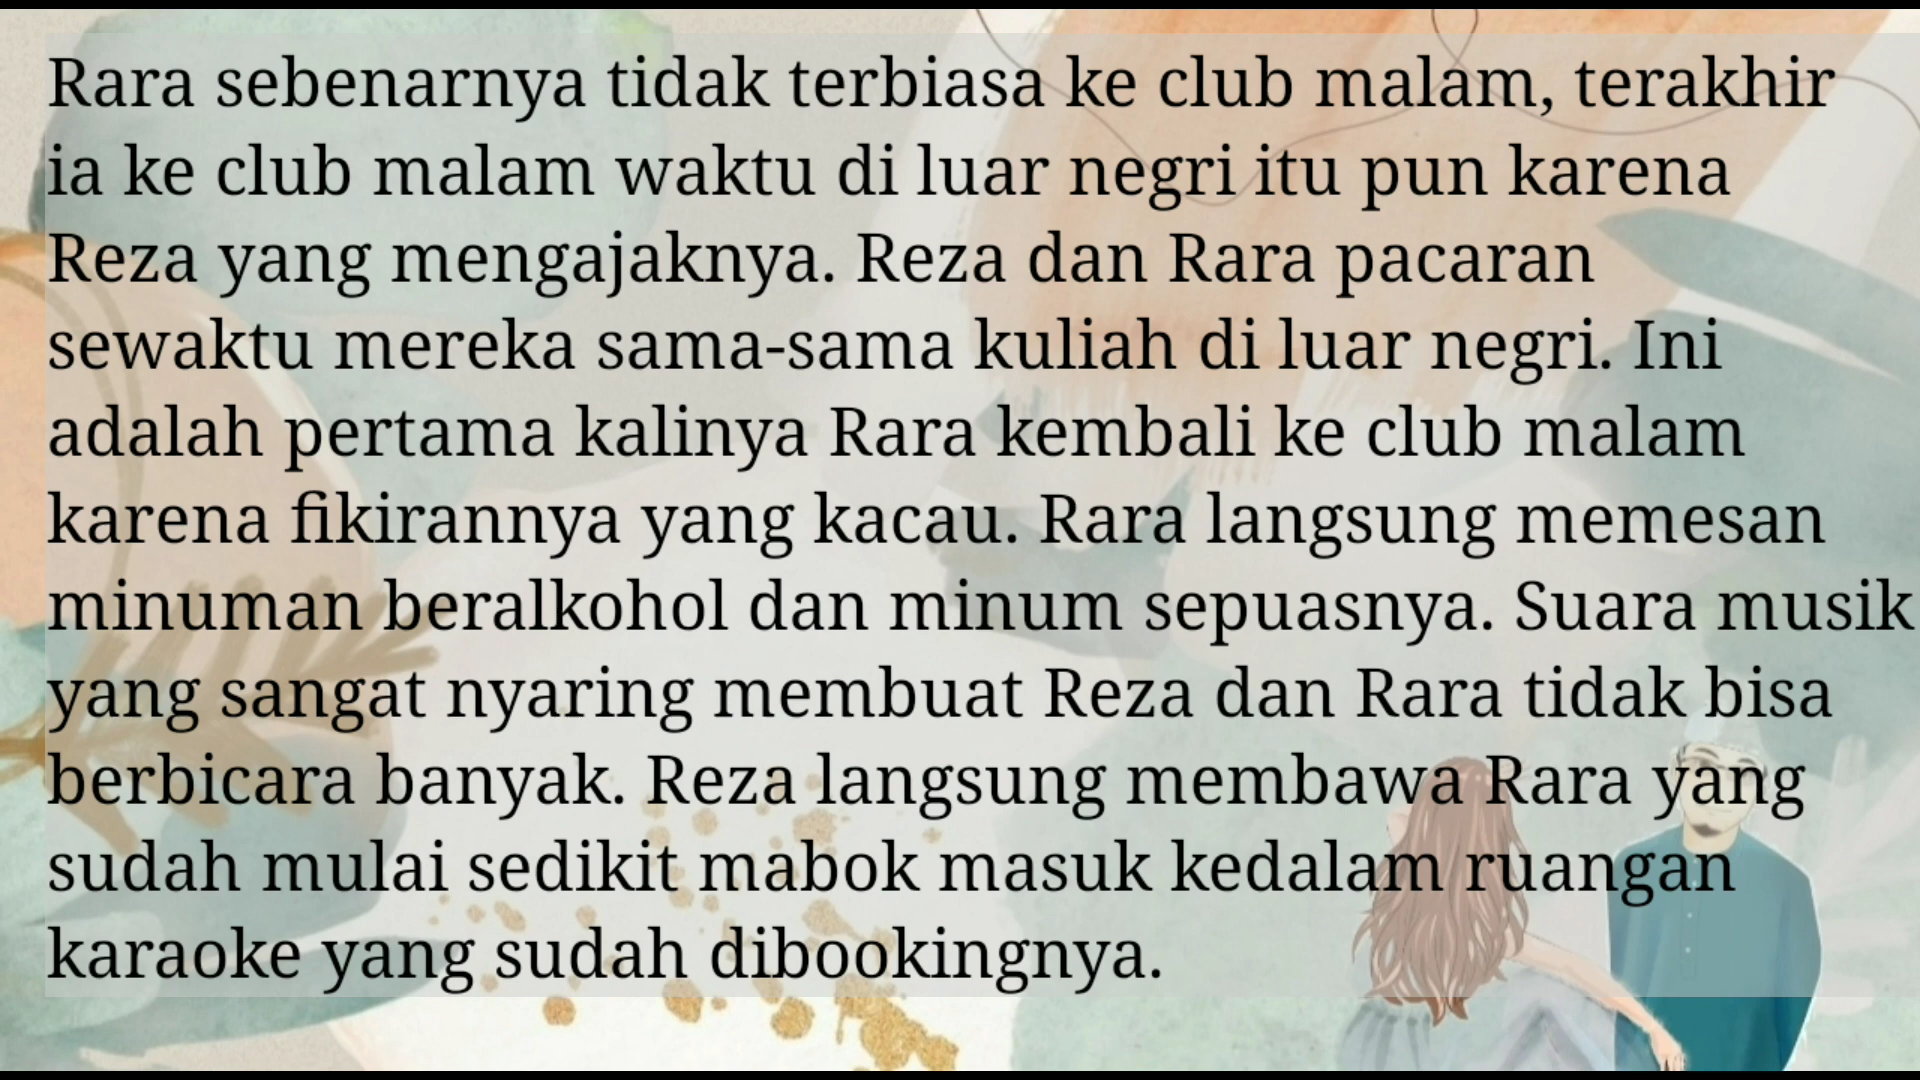 Rara sebenarnya tidak terbiasa ke club malam, terakhir
ia ke club malam waktu di luar negri itu pun karena
Reza yang mengajaknya. Reza dan Rara pacaran
sewaktu mereka sama-sama kuliah di luar negri. Ini
adalah pertama kalinya Rara kembali ke club malam
karena fikirannya yang kacau. Rara langsung memesan
minuman beralkohol dan minum sepuasnya. Suara musik
yang sangat nyaring membuat Reza dan Rara tidak bisa
berbicara banyak. Reza langsung membawa Rara yang
sudah mulai sedikit mabok masuk kedalam ruangan
karaoke yang sudah dibookingnya.